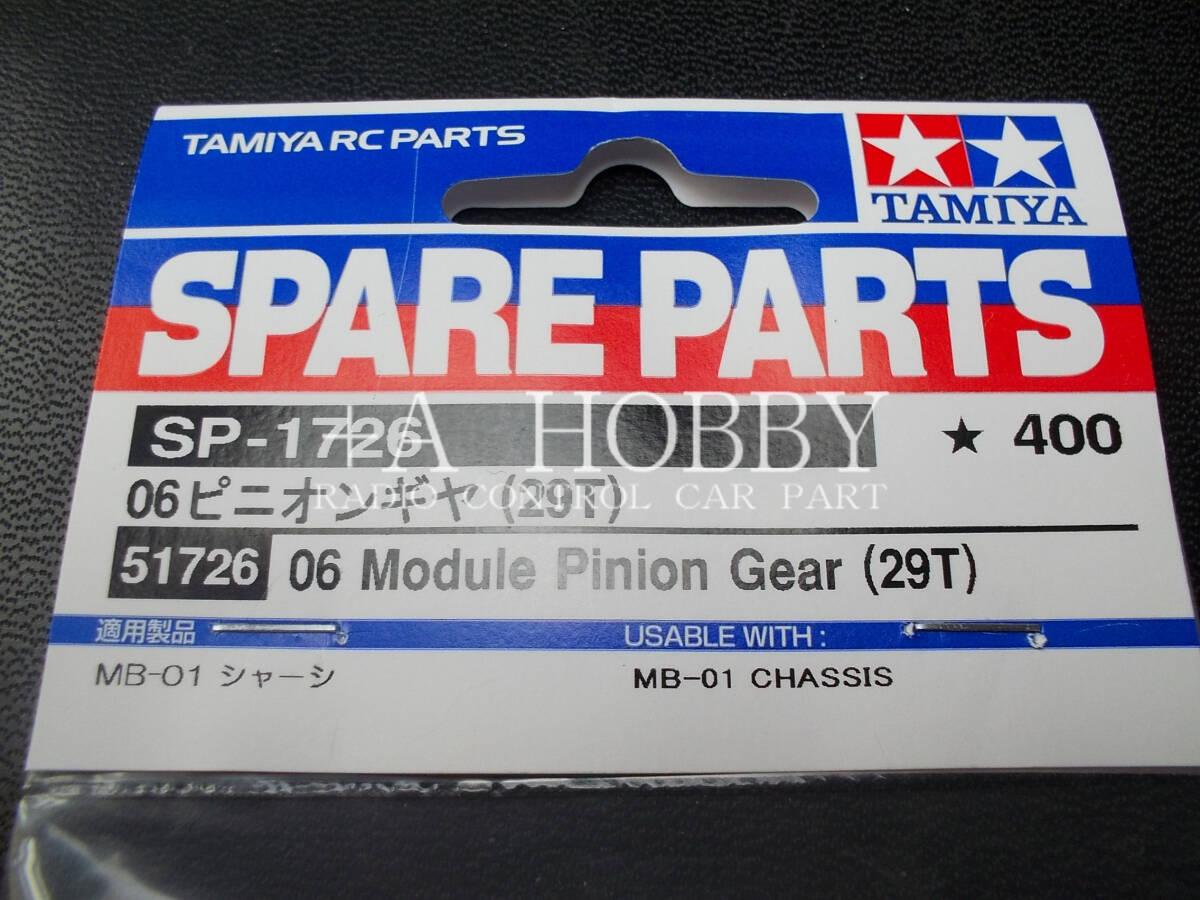 TAMIYA RC PARTS
TAMIYA
SPARE PARTS
SP-1726
★ 400
+A HOBBY
RADIO CONTROL CAR PART
06ピニオンギヤ (29T)
51726 06 Module Pinion Gear (29T)
適用製品
USABLE WITH :
MB-01 シャーシ
MB-01 CHASSIS